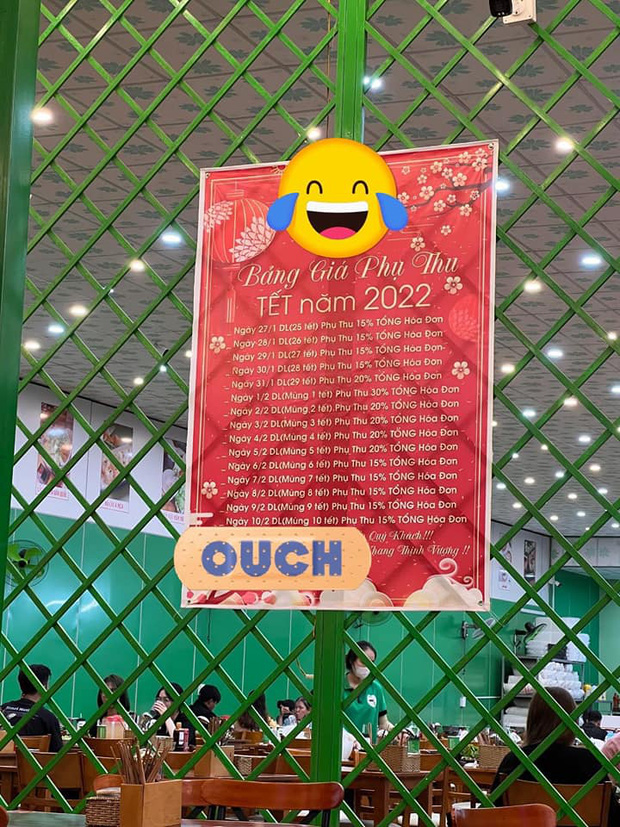 Bảng Giá Phụ Thu
TẾT năm 2022
Ngày 27/1 DL(25 tết) Phụ Thu 15% TỔNG Hóa Đơn
Ngày 28/1 DL(26 tết) Phụ Thu 15% TỔNG Hóa Đơn
Ngày 29/1 DL(27 tết) Phụ Thu 15% TỔNG Hóa Đơn
Ngày 30/1 DL(28 tết) Phụ Thu 15% TỔNG Hóa Đơn
Ngày 31/1 DL(29 tết) Phụ Thu 20% TỔNG Hóa Đơn
Ngày 1/2 DL(Mùng 1 tết) Phụ Thu 30% TỔNG Hóa Đơn
Ngày 2/2 DL(Mùng 2 tết) Phụ Thu 20% TỔNG Hóa Đơn
Ngày 3/2 DL(Mùng 3 tết) Phụ Thu 20% TỔNG Hóa Đơn
Ngày 4/2 DL(Mùng 4 tết) Phụ Thu 20% TỔNG Hóa Đơn
Ngày 5/2 DL(Mùng 5 tết) Phụ Thu 20% TỔNG Hóa Đơn
Ngày 6/2 DL(Mùng 6 tết) Phụ Thu 15% TỔNG Hóa Đơn
Ngày 7/2 DL(Mùng 7 tết) Phụ Thu 15% TỔNG Hóa Đơn
Ngày 8/2 DL(Mùng 8 tết) Phụ Thu 15% TỔNG Hóa Đơn
Ngày 9/2 DL(Mùng 9 tết) Phụ Thu 15% TỔNG Hóa Đơn
Ngày 10/2 DL(Mùng 10 tết) Phụ Thu 15% TỔNG Hóa Đơn
Quý Khách!!!
Khang Thịnh Vượng !!
OUCH